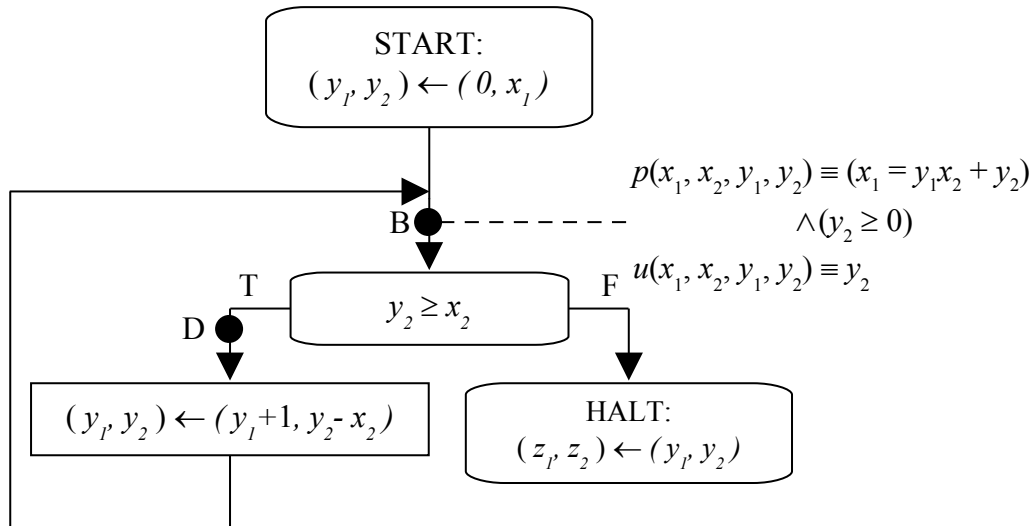 START:
(y₁, y₂) ← (0, x₁)
p(x₁, x₂, y₁, y₂) ≡ (x₁ = y₁x₂ + y₂)
B
∧(y₂ ≥ 0)
u(x₁, x₂, y₁, y₂) ≡ y₂
T
F
y₂ ≥ x₂
D
(y₁, y₂) ← (y₁+1, y₂- x₂)
HALT:
(z₁, z₂) ← (y₁, y₂)